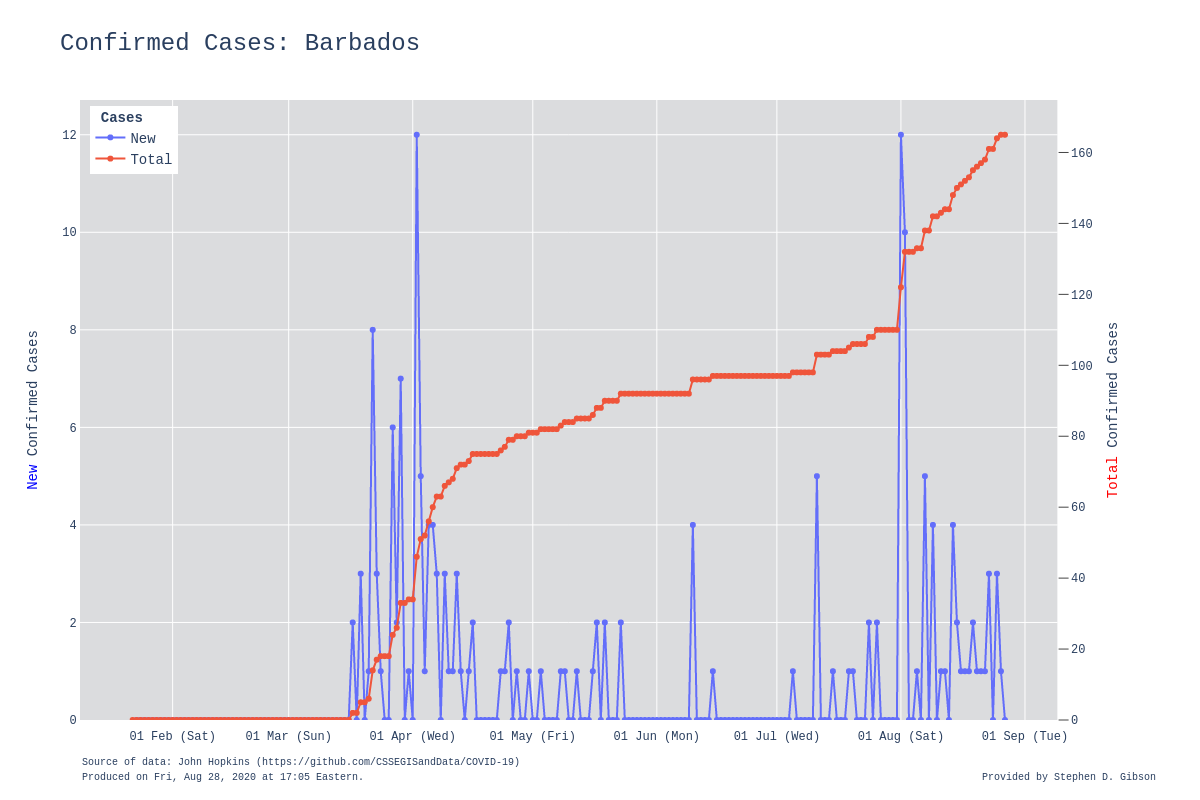 Confirmed Cases: Barbados
Cases
New
Total
12
10
8
6
4
2
0
160
140
120
100
80
60
40
20
0
New Confirmed Cases
Total Confirmed Cases
01 Feb (Sat)
01 Mar (Sun)
01 Apr (Wed)
01 May (Fri)
01 Jun (Mon)
01 Jul (Wed)
01 Aug (Sat)
01 Sep (Tue)
Source of data: John Hopkins (https://github.com/CSSEGISandData/COVID-19)
Produced on Fri, Aug 28, 2020 at 17:05 Eastern.
Provided by Stephen D. Gibson